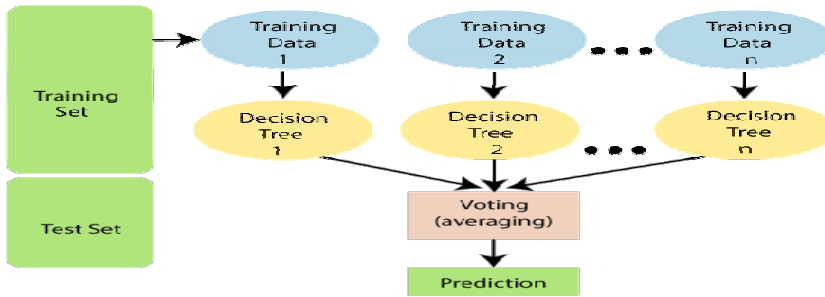 Training
Set
Test Set
Training
Data
1
Training
Data
2
Training
Data
n
Decision
Tree
1
Decision
Tree
2
Decision
Tree
n
Voting
(averaging)
Prediction